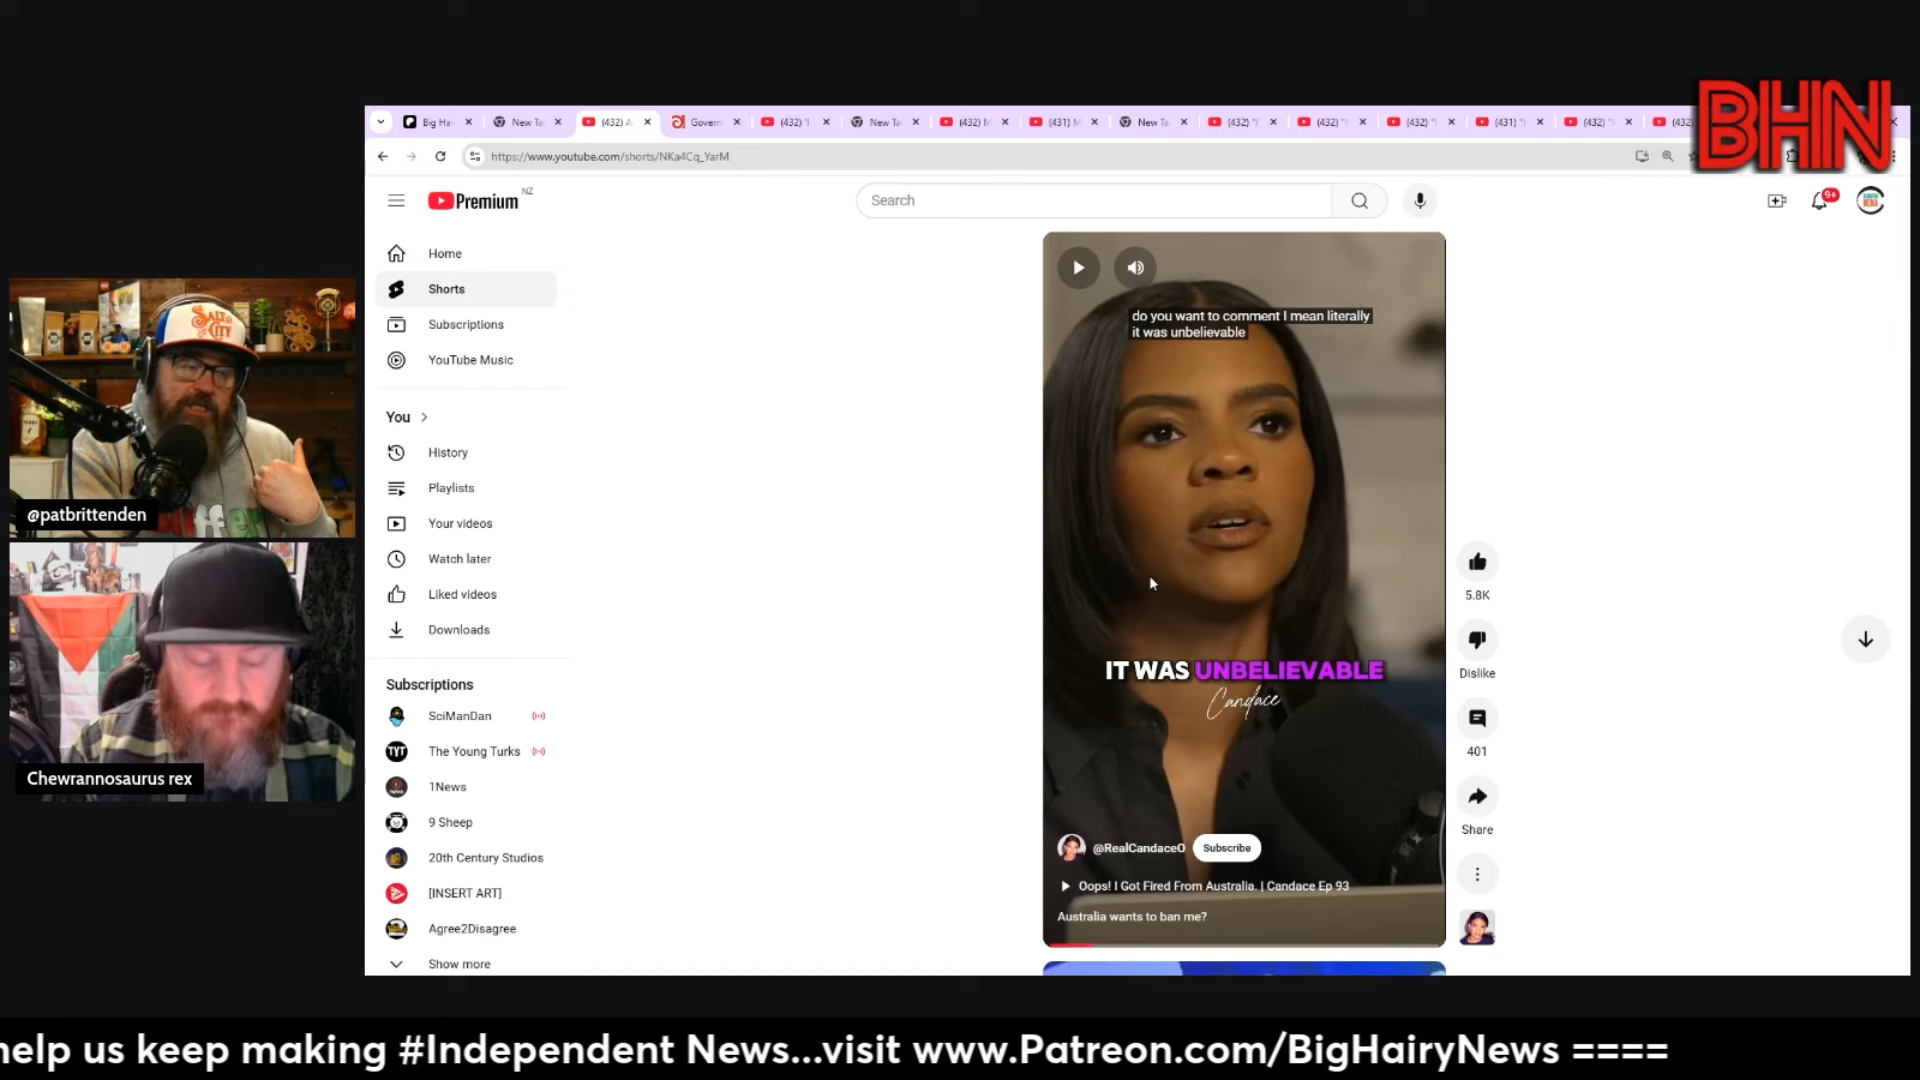 BHN
Big Ha
New Ta
(432) A
Govern
(432) "I
New Ta
(432) M
(431) M
New Ta
(432) "I
(432) "
(432) "I
(431) "I
(432) "I
(432)
https://www.youtube.com/shorts/NKa4Cq_YarM
Premium NZ
Search
9+
Home
Shorts
Subscriptions
YouTube Music
You
History
Playlists
Your videos
Watch later
Liked videos
Downloads
Subscriptions
SciManDan
TYT The Young Turks
1News
9 Sheep
20th Century Studios
[INSERT ART]
Agree2Disagree
Show more
do you want to comment I mean literally
it was unbelievable
IT WAS UNBELIEVABLE
Candace
@RealCandaceO Subscribe
Oops! I Got Fired From Australia. | Candace Ep 93
Australia wants to ban me?
5.8K
Dislike
401
Share
SALT
CITY
@patbrittenden
Chewrannosaurus rex
help us keep making #Independent News...visit www.Patreon.com/BigHairyNews ====